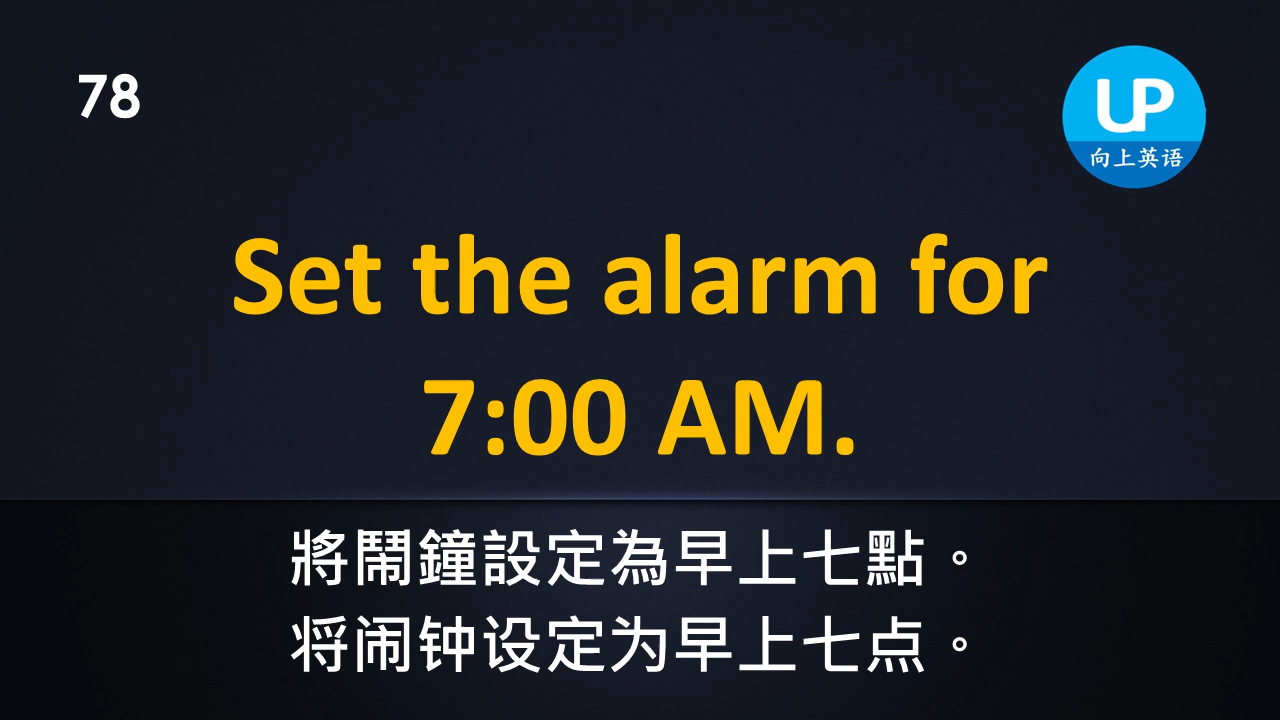 78
UP
向上英语
Set the alarm for
7:00 AM.
將鬧鐘設定為早上七點。
将闹钟设定为早上七点。